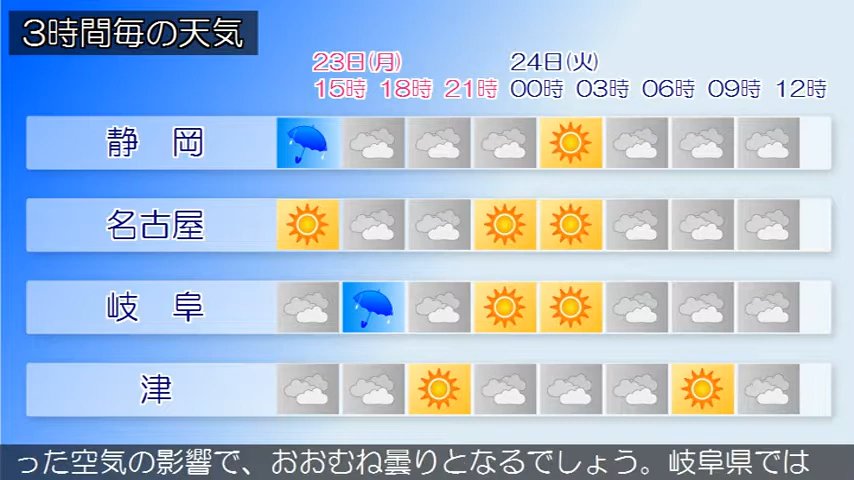 3時間毎の天気
23日(月) 24日(火)
15時 18時 21時 00時 03時 06時 09時 12時
静 岡
名古屋
岐 阜
津
った空気の影響で、おおむね曇りとなるでしょう。岐阜県では